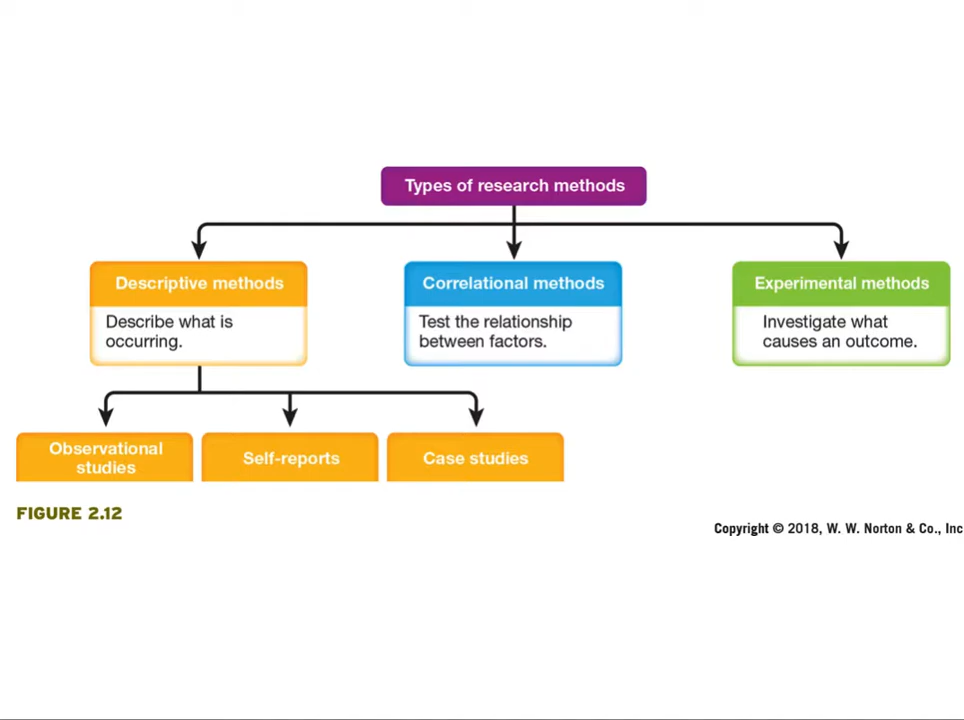 Types of research methods
Descriptive methods
Describe what is
occurring.
Correlational methods
Test the relationship
between factors.
Experimental methods
Investigate what
causes an outcome.
Observational
studies
Self-reports
Case studies
FIGURE 2.12
Copyright © 2018, W. W. Norton & Co., Inc